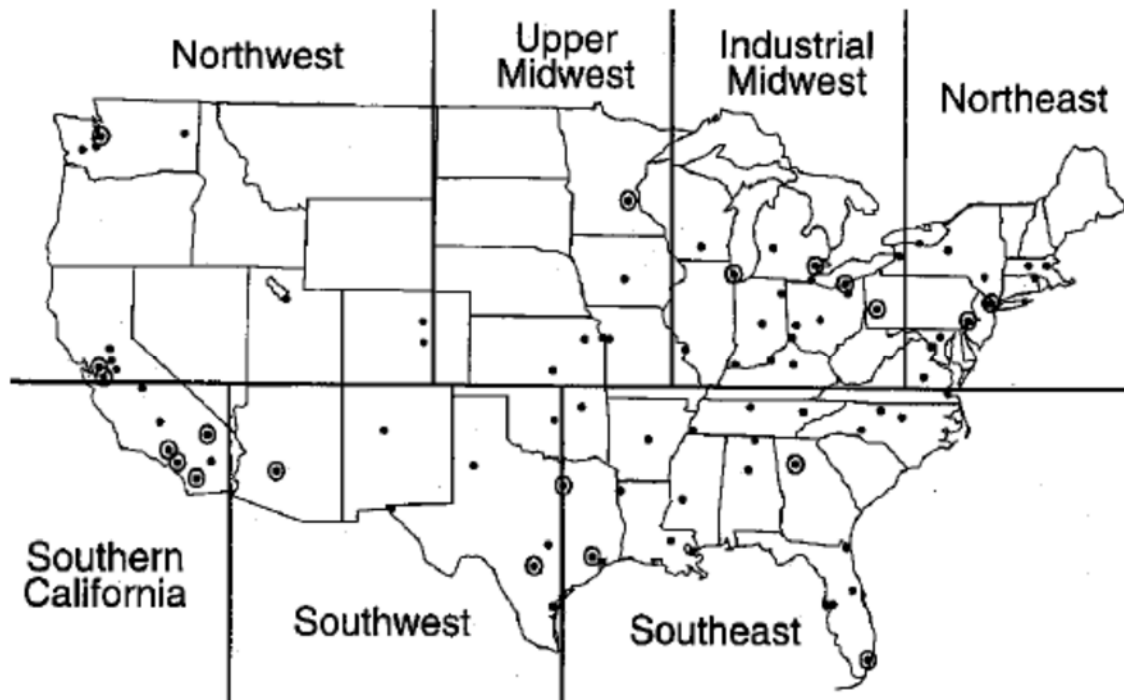 Northwest
Upper
Midwest
Industrial
Midwest
Northeast
Southern
California
Southwest
Southeast